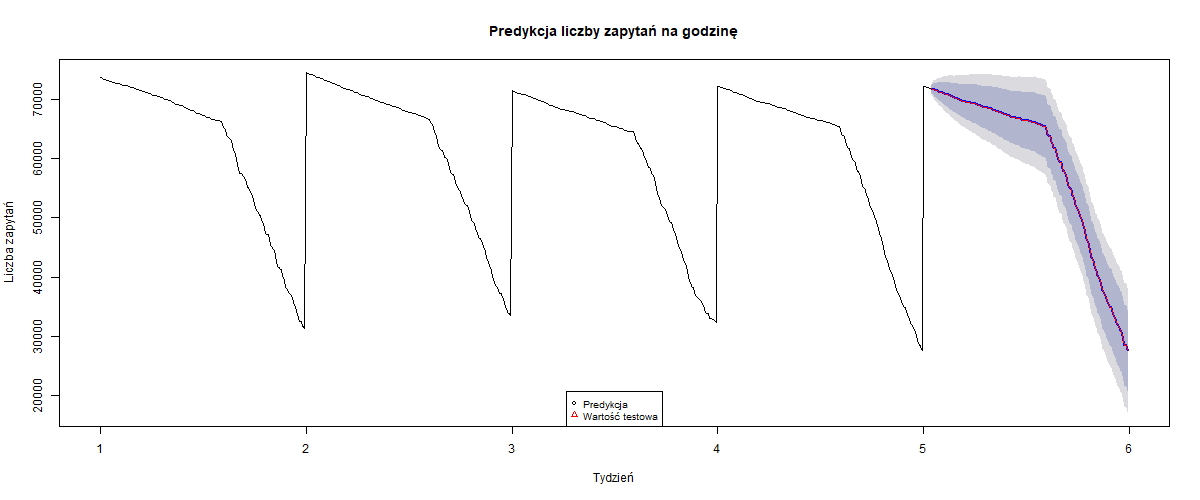 Predykcja liczby zapytań na godzinę
Liczba zapytań
70000
60000
50000
40000
30000
20000
Predykcja
Wartość testowa
1 2 3 4 5 6
Tydzień